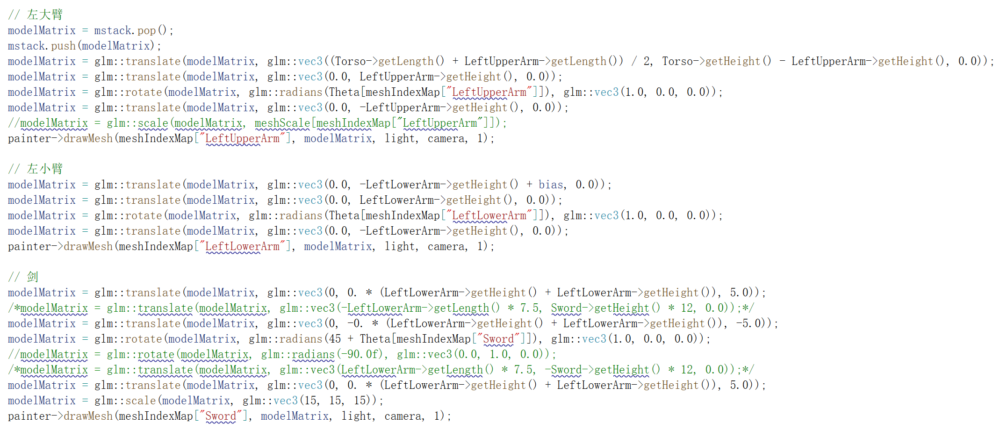 // 左大臂
modelMatrix = mstack.pop();
mstack.push(modelMatrix);
modelMatrix = glm::translate(modelMatrix, glm::vec3((Torso->getLength() + LeftUpperArm->getLength()) / 2, Torso->getHeight() - LeftUpperArm->getHeight(), 0.0));
modelMatrix = glm::translate(modelMatrix, glm::vec3(0.0, LeftUpperArm->getHeight(), 0.0));
modelMatrix = glm::rotate(modelMatrix, glm::radians(Theta[meshIndexMap["LeftUpperArm"]]), glm::vec3(1.0, 0.0, 0.0));
modelMatrix = glm::translate(modelMatrix, glm::vec3(0.0, -LeftUpperArm->getHeight(), 0.0));
//modelMatrix = glm::scale(modelMatrix, meshScale[meshIndexMap["LeftUpperArm"]]);
painter->drawMesh(meshIndexMap["LeftUpperArm"], modelMatrix, light, camera, 1);
// 左小臂
modelMatrix = glm::translate(modelMatrix, glm::vec3(0.0, -LeftLowerArm->getHeight() + bias, 0.0));
modelMatrix = glm::translate(modelMatrix, glm::vec3(0.0, LeftLowerArm->getHeight(), 0.0));
modelMatrix = glm::rotate(modelMatrix, glm::radians(Theta[meshIndexMap["LeftLowerArm"]]), glm::vec3(1.0, 0.0, 0.0));
modelMatrix = glm::translate(modelMatrix, glm::vec3(0.0, -LeftLowerArm->getHeight(), 0.0));
painter->drawMesh(meshIndexMap["LeftLowerArm"], modelMatrix, light, camera, 1);
// 剑
modelMatrix = glm::translate(modelMatrix, glm::vec3(0, 0. * (LeftLowerArm->getHeight() + LeftLowerArm->getHeight()), 5.0));
/*modelMatrix = glm::translate(modelMatrix, glm::vec3(-LeftLowerArm->getLength() * 7.5, Sword->getHeight() * 12, 0.0));*/
modelMatrix = glm::translate(modelMatrix, glm::vec3(0, -0. * (LeftLowerArm->getHeight() + LeftLowerArm->getHeight()), -5.0));
modelMatrix = glm::rotate(modelMatrix, glm::radians(45 + Theta[meshIndexMap["Sword"]]), glm::vec3(1.0, 0.0, 0.0));
//modelMatrix = glm::rotate(modelMatrix, glm::radians(-90.0f), glm::vec3(0.0, 1.0, 0.0));
/*modelMatrix = glm::translate(modelMatrix, glm::vec3(LeftLowerArm->getLength() * 7.5, -Sword->getHeight() * 12, 0.0));*/
modelMatrix = glm::translate(modelMatrix, glm::vec3(0, 0. * (LeftLowerArm->getHeight() + LeftLowerArm->getHeight()), 5.0));
modelMatrix = glm::scale(modelMatrix, glm::vec3(15, 15, 15));
painter->drawMesh(meshIndexMap["Sword"], modelMatrix, light, camera, 1);